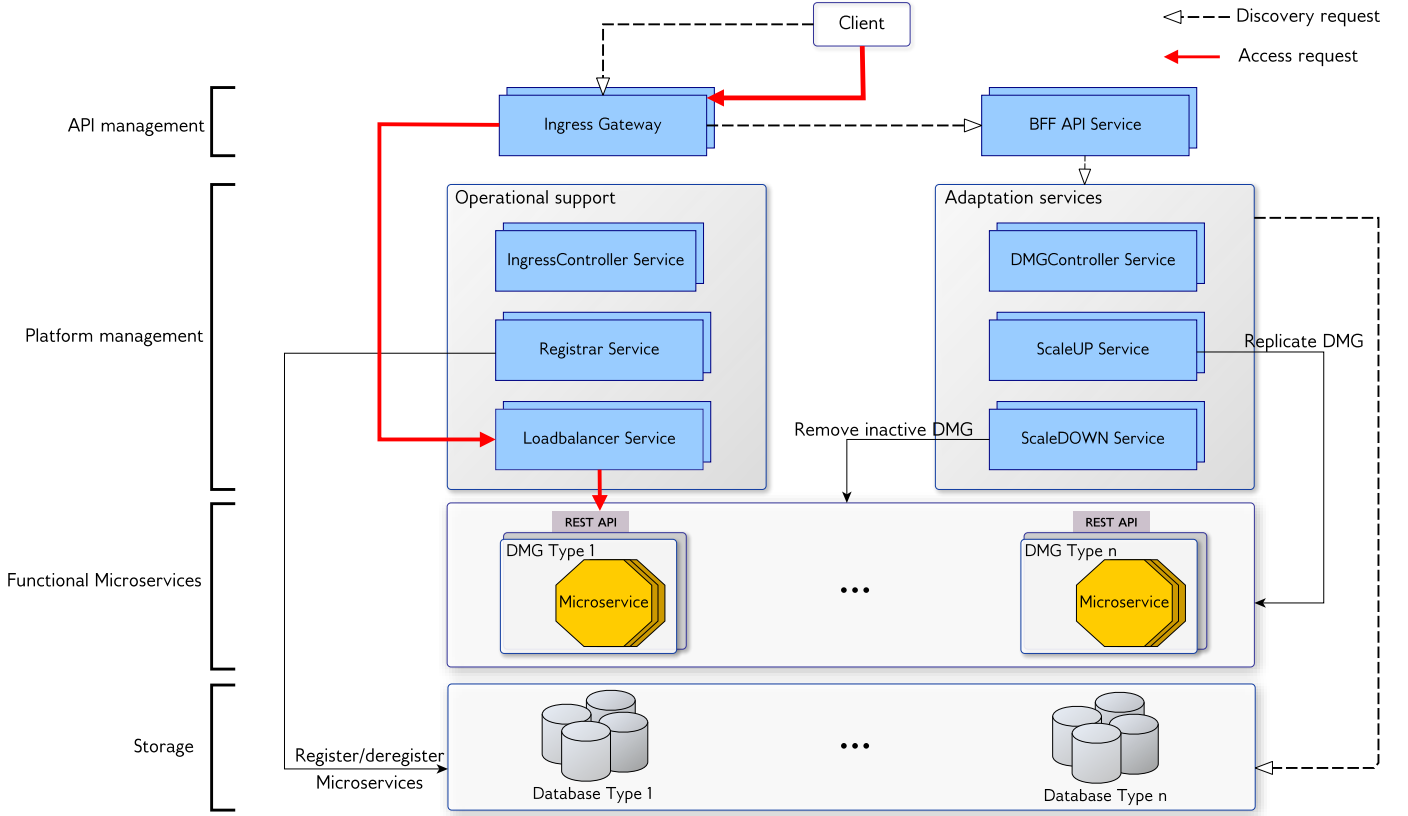 Client
Discovery request
Access request
API management
Ingress Gateway
BFF API Service
Operational support
Adaptation services
IngressController Service
DMGController Service
Platform management
Registrar Service
ScaleUP Service
Replicate DMG
Loadbalancer Service
Remove inactive DMG
ScaleDOWN Service
REST API
REST API
DMG Type 1
DMG Type n
Functional Microservices
Microservice
...
Microservice
Storage
Register/deregister
Microservices
...
Database Type 1
Database Type n